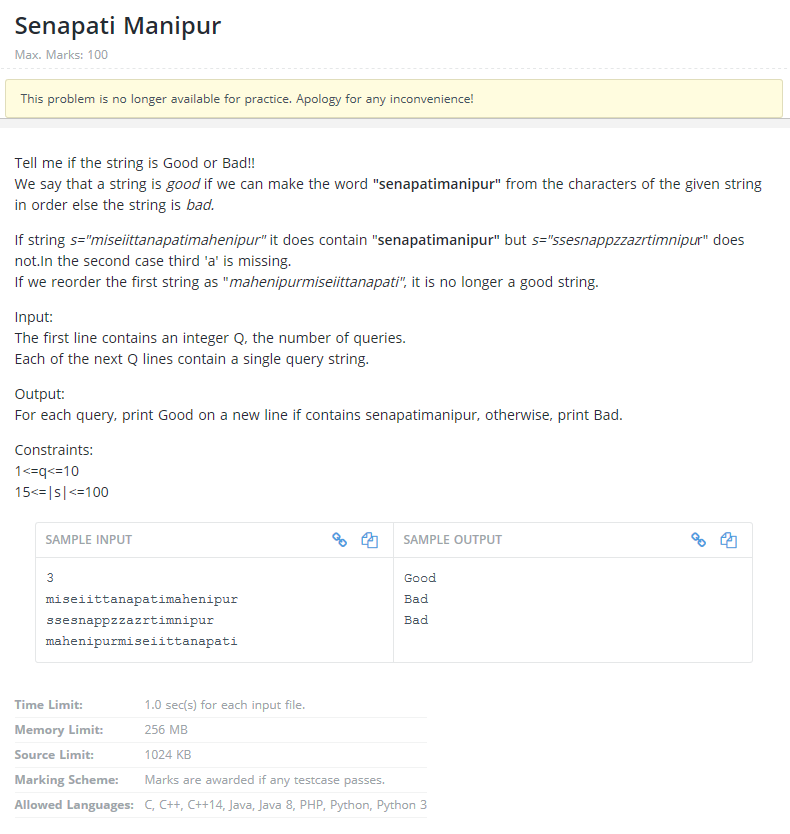 Senapati Manipur
Max. Marks: 100
This problem is no longer available for practice. Apology for any inconvenience!
Tell me if the string is Good or Bad!!
We say that a string is good if we can make the word "senapatimanipur" from the characters of the given string
in order else the string is bad.
If string s="miseiittanapatimahenipur" it does contain "senapatimanipur" but s="ssesnappzzazrtimnipur" does
not.In the second case third 'a' is missing.
If we reorder the first string as "mahenipurmiseiittanapati", it is no longer a good string.
Input:
The first line contains an integer Q, the number of queries.
Each of the next Q lines contain a single query string.
Output:
For each query, print Good on a new line if contains senapatimanipur, otherwise, print Bad.
Constraints:
1<=q<=10
15<=|s|<=100
SAMPLE INPUT
3
miseiittanapatimahenipur
ssesnappzzazrtimnipur
mahenipurmiseiittanapati
SAMPLE OUTPUT
Good
Bad
Bad
Time Limit: 1.0 sec(s) for each input file.
Memory Limit: 256 MB
Source Limit: 1024 KB
Marking Scheme: Marks are awarded if any testcase passes.
Allowed Languages: C, C++, C++14, Java, Java 8, PHP, Python, Python 3